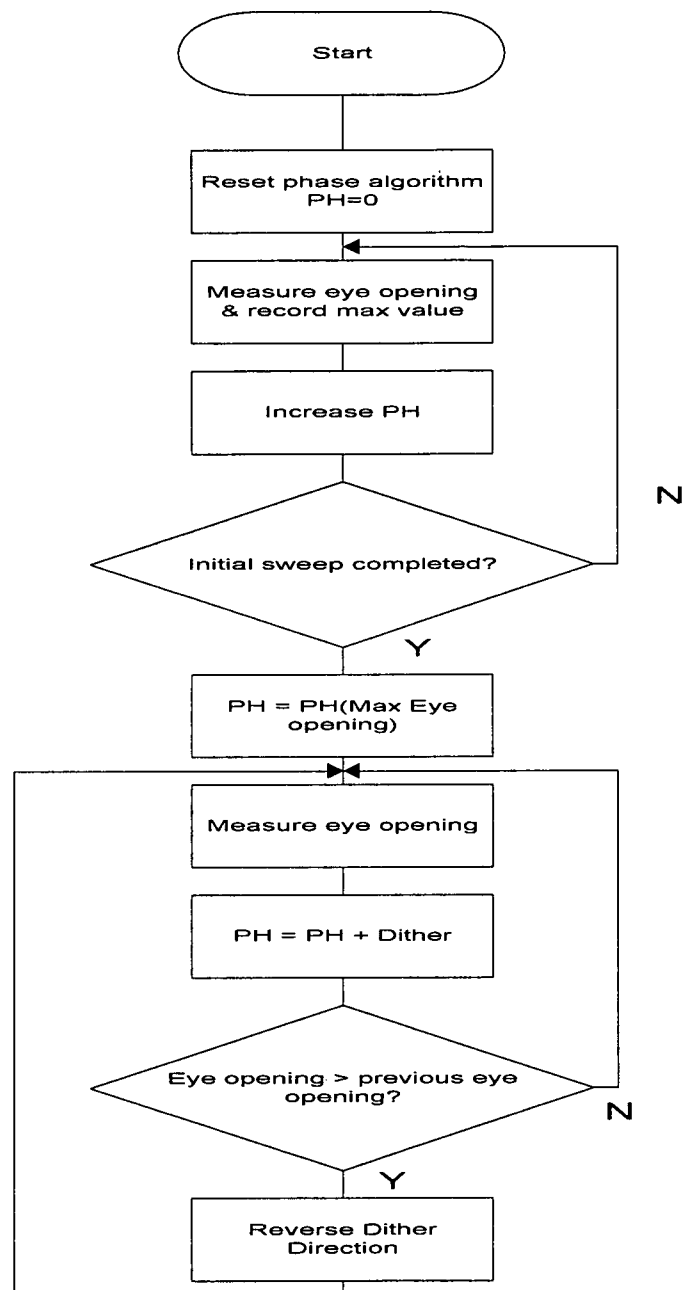 Start
Reset phase algorithm
PH=0
Measure eye opening
& record max value
Increase PH
N
Initial sweep completed?
Y
PH = PH(Max Eye
opening)
Measure eye opening
PH = PH + Dither
Eye opening > previous eye
opening?
N
Y
Reverse Dither
Direction